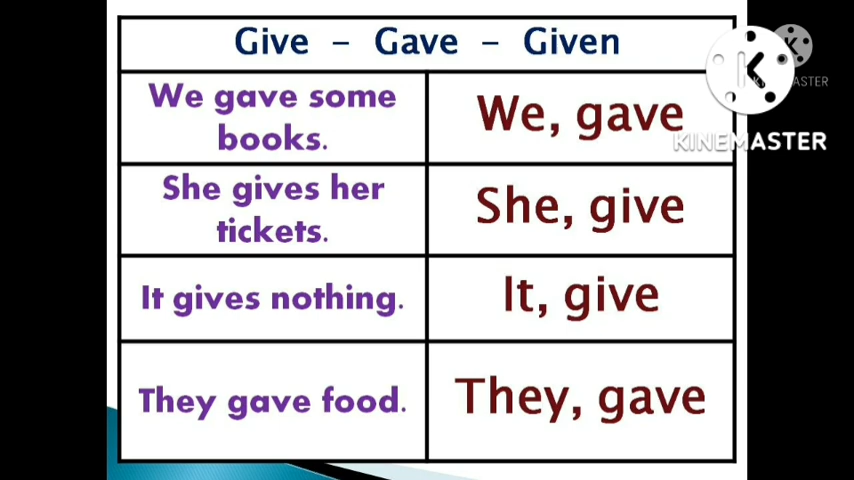 Give – Gave – Given
We gave some
books.
We, gave
She gives her
tickets.
She, give
It gives nothing.
It, give
They gave food.
They, gave
KINEMASTER